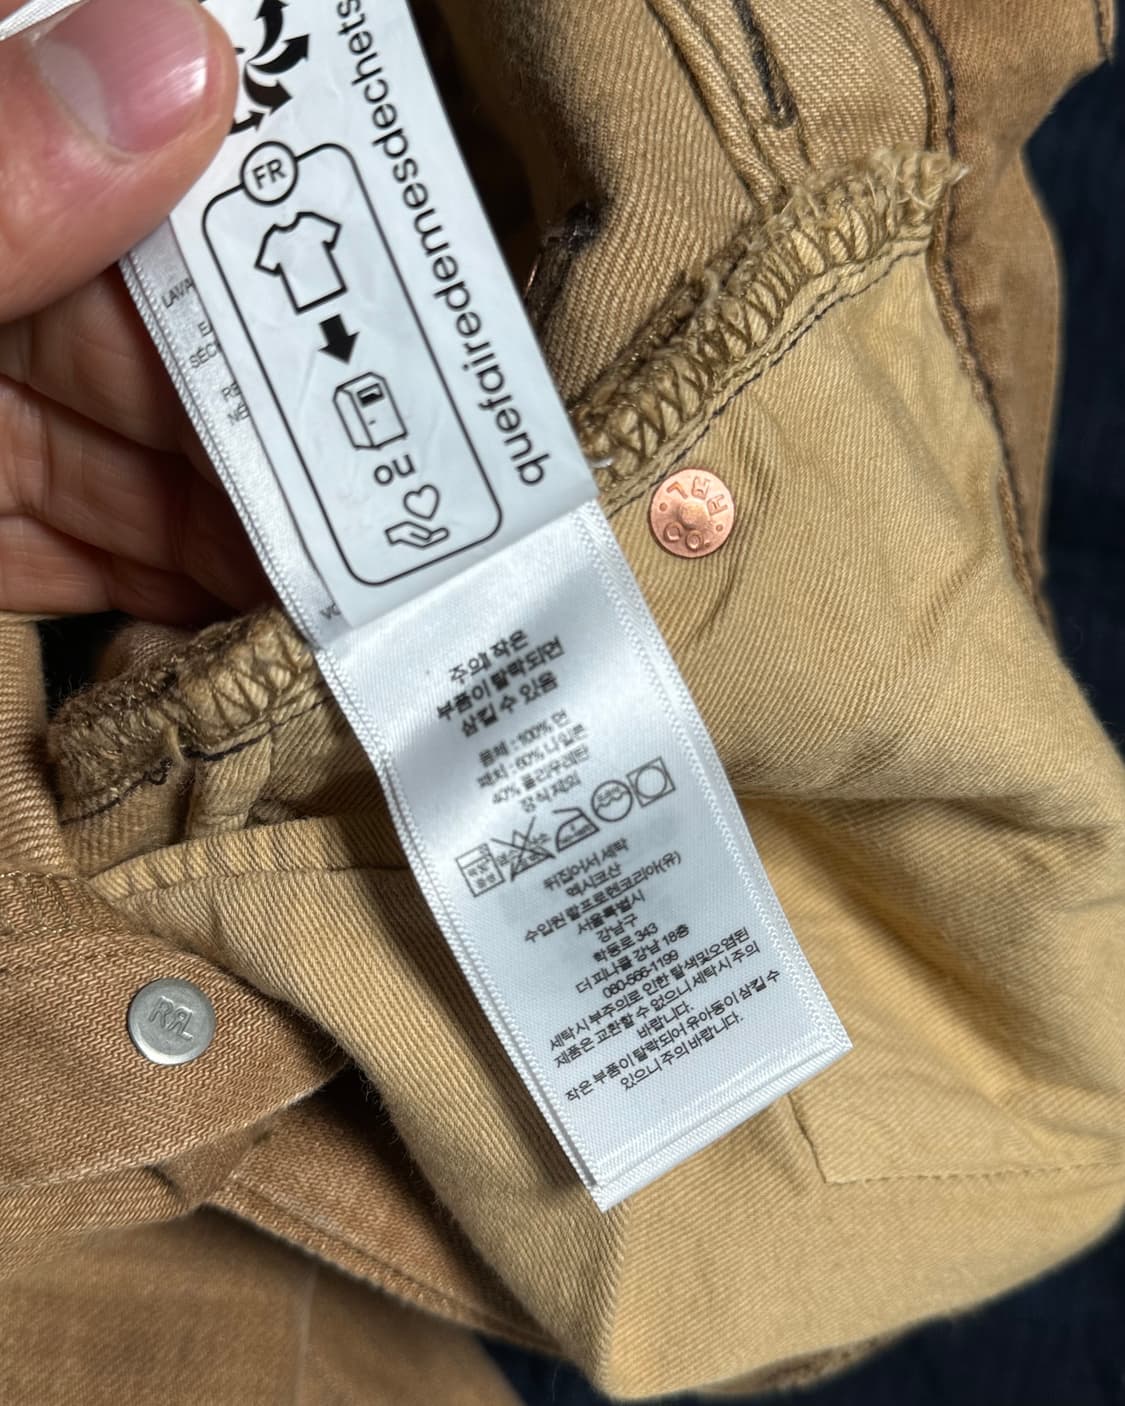 quefairedemesdechets
FR
OU
주의! 작은
부품이 탈락되면
삼킬 수 있음
몸체 : 100% 면
패치 : 60% 나일론
40% 폴리우레탄
장식제외
뒤집어서 세탁
멕시코산
수입원 랄프로렌코리아(유)
서울특별시
강남구
학동로 343
더 피나클 강남 18층
080-566-1199
세탁시 부주의로 인한 탈색및오염된
제품은 교환할 수 없으니 세탁시 주의
바랍니다.
작은 부품이 탈락되어 유아동이 삼킬 수
있으니 주의 바랍니다.
RRL
RRL
CO.